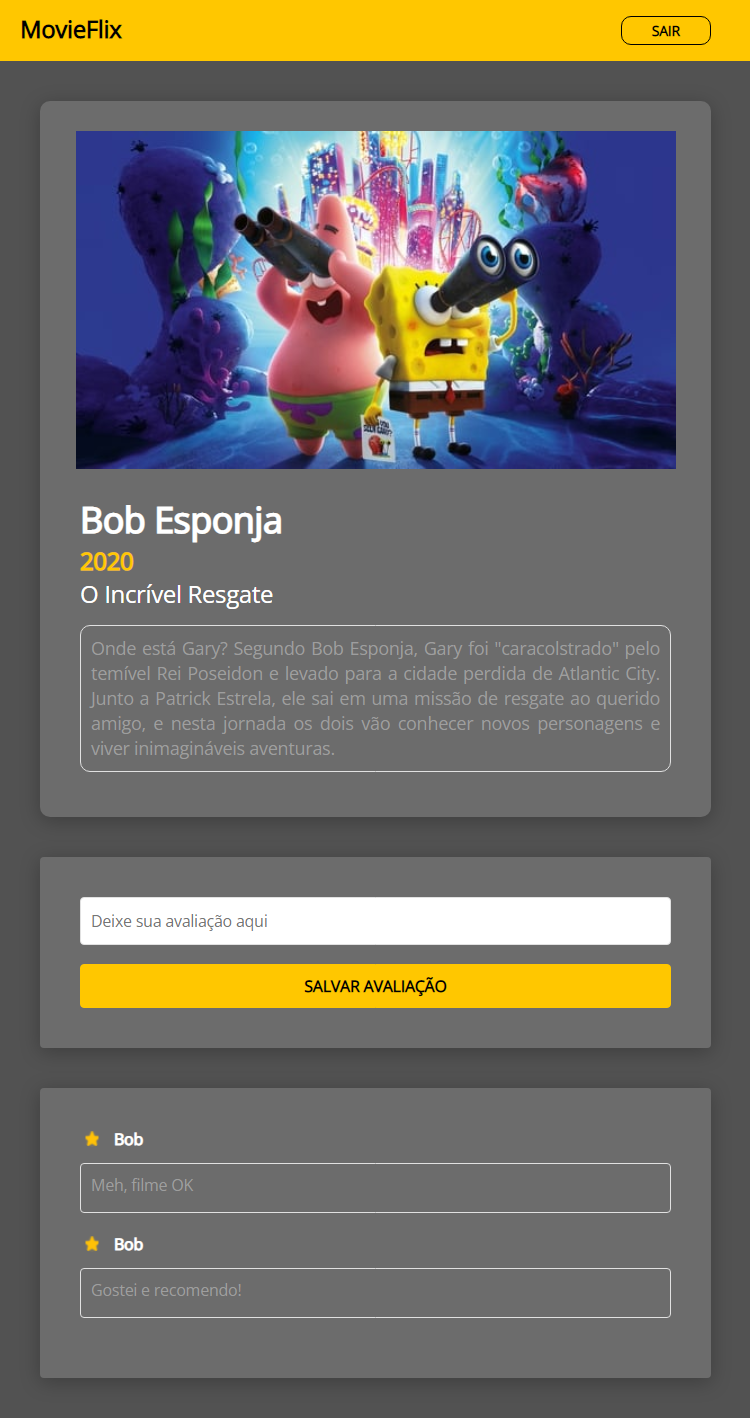 MovieFlix
SAIR
Bob Esponja
2020
O Incrível Resgate
Onde está Gary? Segundo Bob Esponja, Gary foi "caracolstrado" pelo
temível Rei Poseidon e levado para a cidade perdida de Atlantic City.
Junto a Patrick Estrela, ele sai em uma missão de resgate ao querido
amigo, e nesta jornada os dois vão conhecer novos personagens e
viver inimagináveis aventuras.
Deixe sua avaliação aqui
SALVAR AVALIAÇÃO
Bob
Meh, filme OK
Bob
Gostei e recomendo!